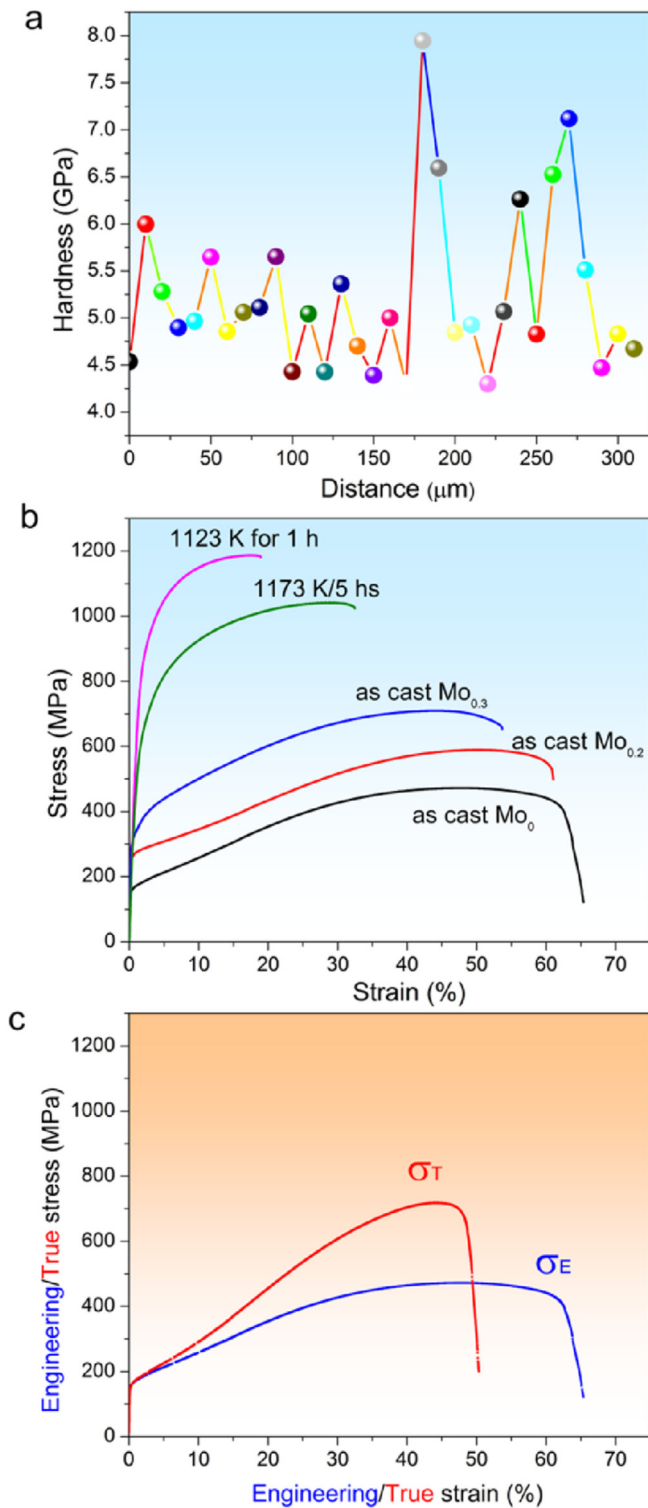 a
8.0
7.5
7.0
6.5
6.0
5.5
5.0
4.5
4.0
Hardness (GPa)
0 50 100 150 200 250 300
Distance (μm)
b
1200
1000
800
600
400
200
0
Stress (MPa)
1123 K for 1 h
1173 K/5 hs
as cast Mo0.3
as cast Mo0.2
as cast Mo0
0 10 20 30 40 50 60 70
Strain (%)
c
1200
1000
800
600
400
200
0
Engineering/True stress (MPa)
σT
σE
0 10 20 30 40 50 60 70
Engineering/True strain (%)